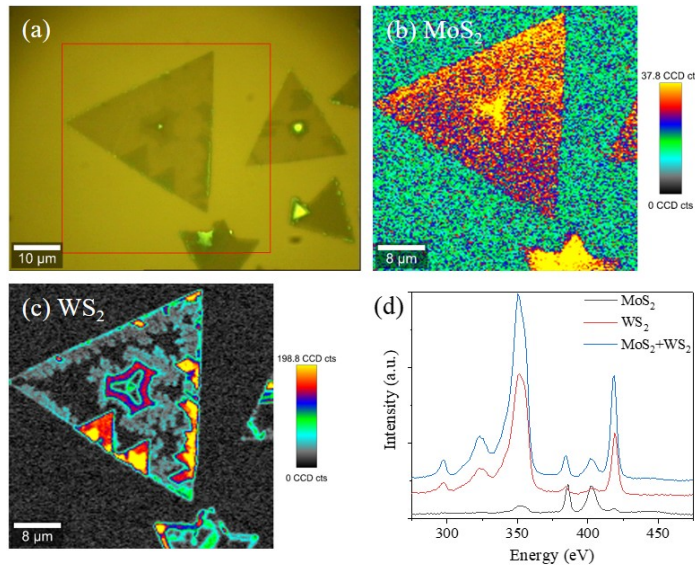 (a)
10 µm
(b) MoS₂
37.8 CCD cts
0 CCD cts
8 µm
(c) WS₂
198.8 CCD cts
0 CCD cts
8 µm
(d)
MoS₂
WS₂
MoS₂+WS₂
Intensity (a.u.)
300 350 400 450
Energy (eV)